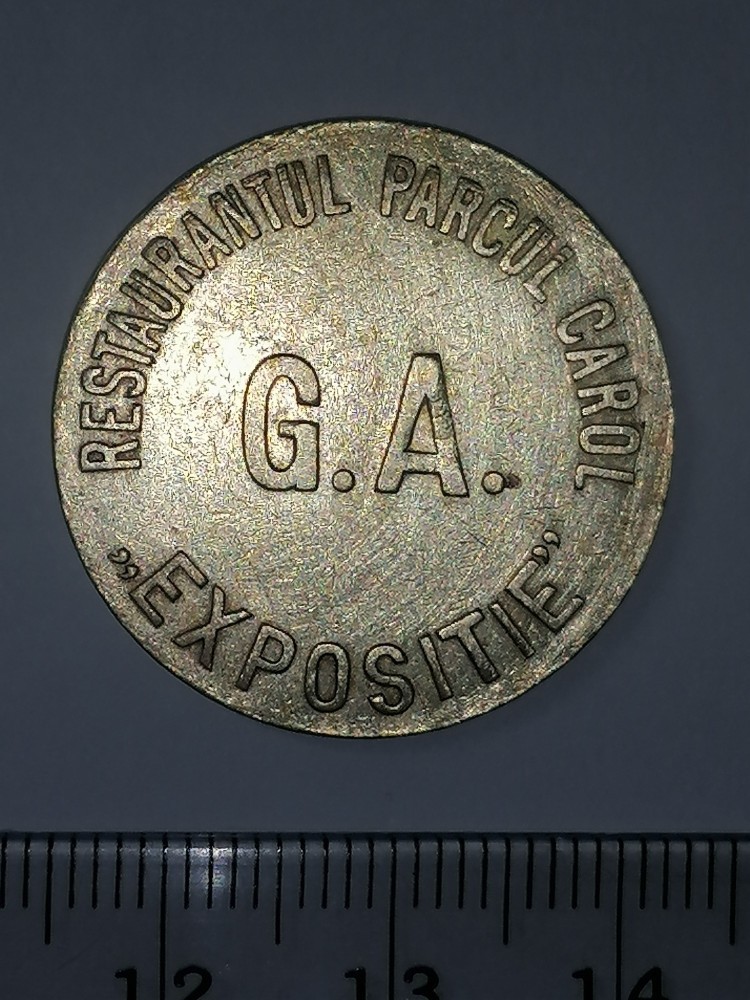 RESTAURANTUL PARCUL CAROL
G.A.
„EXPOSITIE”
12 13 14